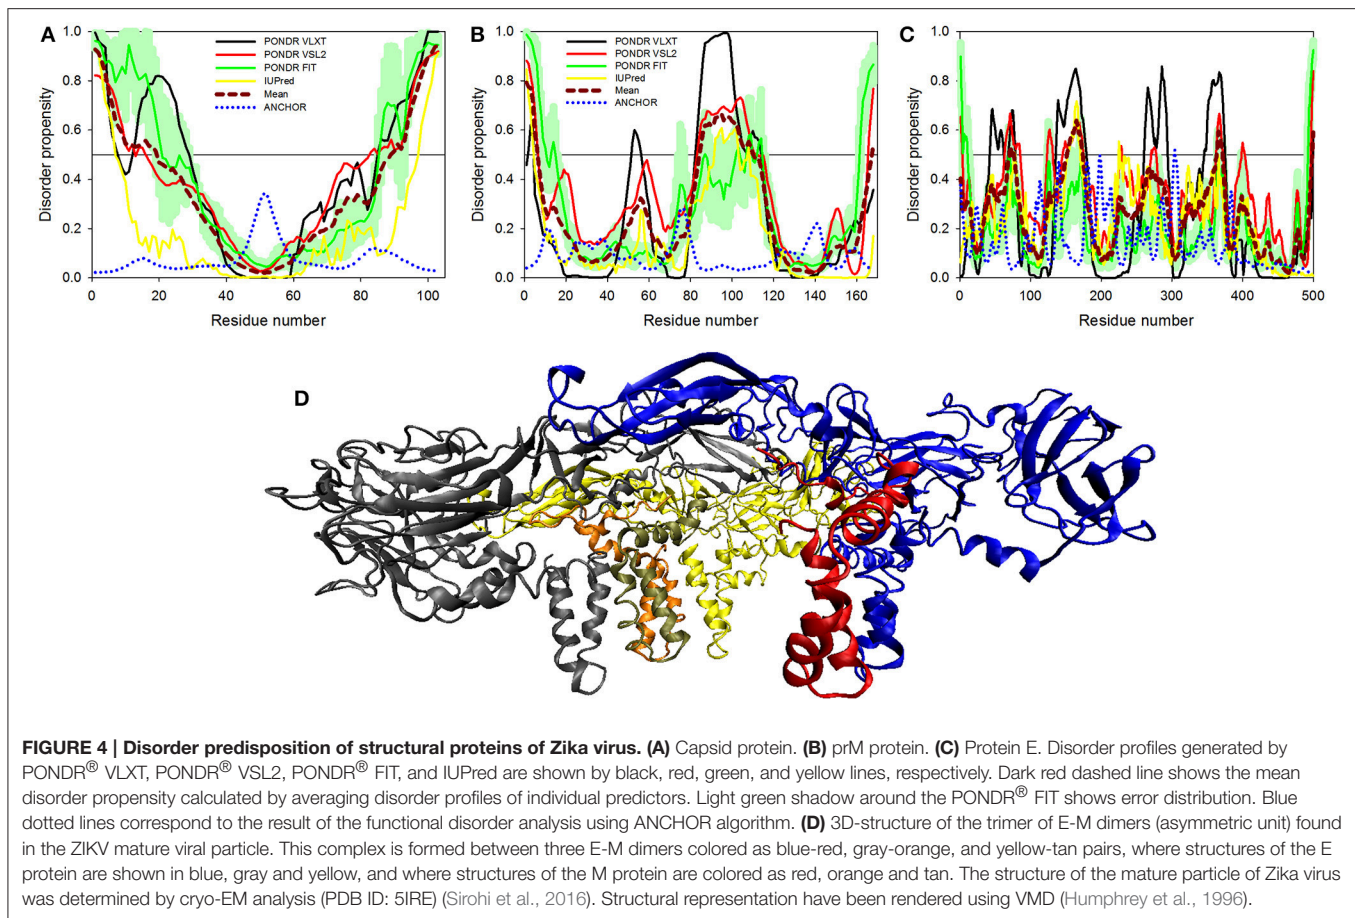 A
B
C
PONDR VLXT
PONDR VSL2
PONDR FIT
IUPred
Mean
ANCHOR
PONDR VLXT
PONDR VSL2
PONDR FIT
IUPred
Mean
ANCHOR
Disorder propensity
1.0
0.8
0.6
0.4
0.2
0.0
0 20 40 60 80 100
Residue number
Disorder propensity
1.0
0.8
0.6
0.4
0.2
0.0
0 20 40 60 80 100 120 140 160
Residue number
Disorder propensity
1.0
0.8
0.6
0.4
0.2
0.0
0 100 200 300 400 500
Residue number
D
FIGURE 4 | Disorder predisposition of structural proteins of Zika virus. (A) Capsid protein. (B) prM protein. (C) Protein E. Disorder profiles generated by
PONDR® VLXT, PONDR® VSL2, PONDR® FIT, and IUPred are shown by black, red, green, and yellow lines, respectively. Dark red dashed line shows the mean
disorder propensity calculated by averaging disorder profiles of individual predictors. Light green shadow around the PONDR® FIT shows error distribution. Blue
dotted lines correspond to the result of the functional disorder analysis using ANCHOR algorithm. (D) 3D-structure of the trimer of E-M dimers (asymmetric unit) found
in the ZIKV mature viral particle. This complex is formed between three E-M dimers colored as blue-red, gray-orange, and yellow-tan pairs, where structures of the E
protein are shown in blue, gray and yellow, and where structures of the M protein are colored as red, orange and tan. The structure of the mature particle of Zika virus
was determined by cryo-EM analysis (PDB ID: 5IRE) (Sirohi et al., 2016). Structural representation have been rendered using VMD (Humphrey et al., 1996).